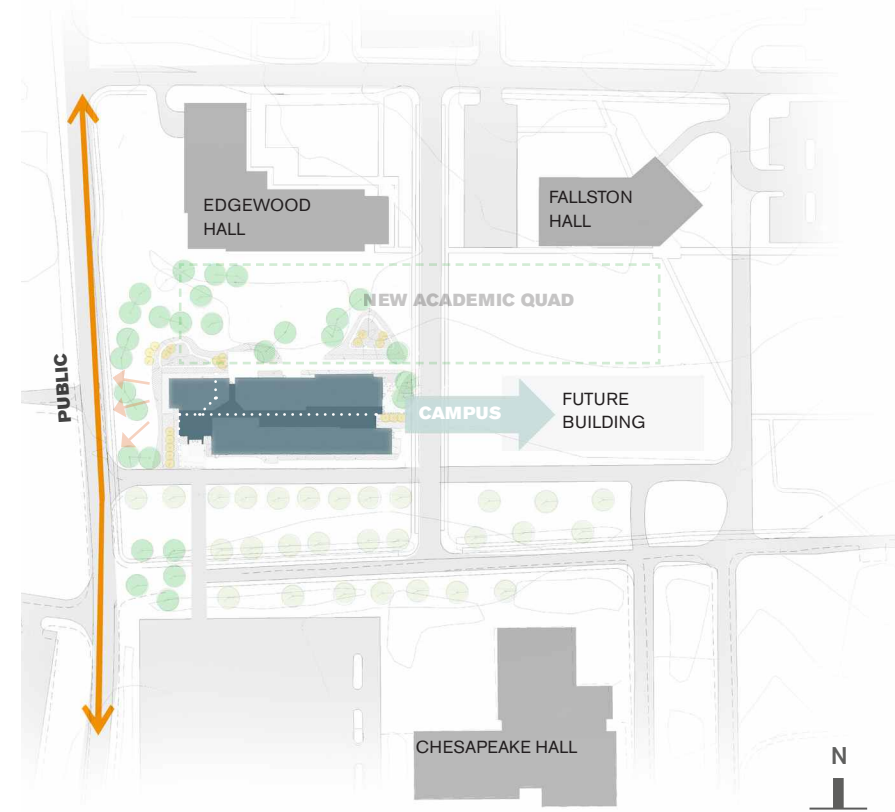 EDGEWOOD
HALL
FALLSTON
HALL
NEW ACADEMIC QUAD
PUBLIC
CAMPUS
FUTURE
BUILDING
CHESAPEAKE HALL
N